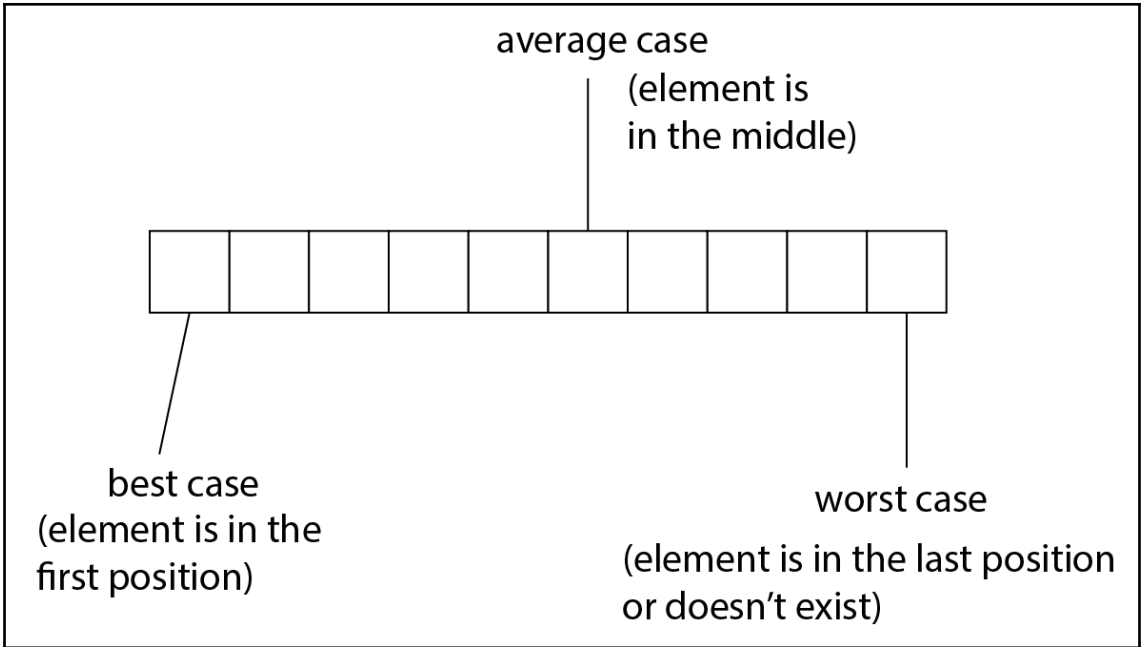 average case
(element is
in the middle)
best case
(element is in the
first position)
worst case
(element is in the last position
or doesn’t exist)